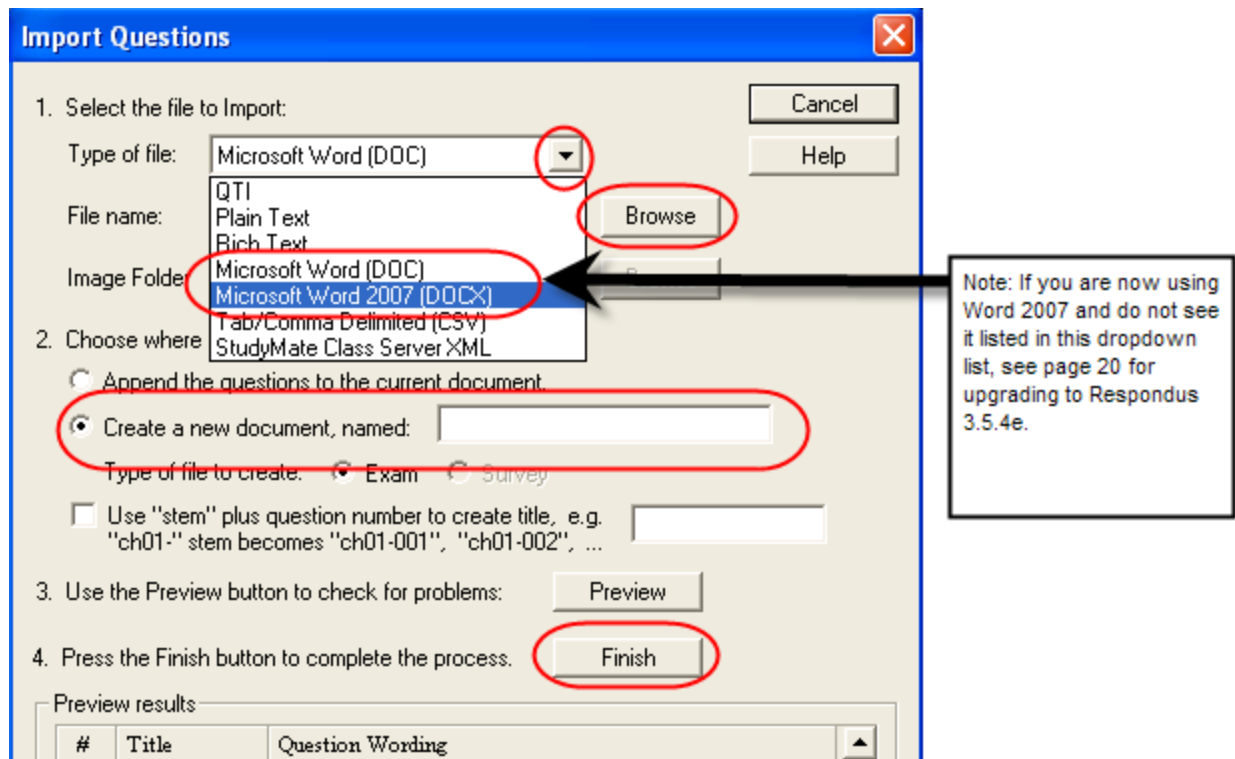 Import Questions
1. Select the file to Import:
Cancel
Type of file:
Microsoft Word (DOC)
Help
QTI
Plain Text
Rich Text
Microsoft Word (DOC)
Microsoft Word 2007 (DOCX)
Tab/Comma Delimited (CSV)
StudyMate Class Server XML
File name:
Browse
Image Folder
Note: If you are now using
Word 2007 and do not see
it listed in this dropdown
list, see page 20 for
upgrading to Respondus
3.5.4e.
2. Choose where
Append the questions to the current document.
Create a new document, named:
Type of file to create:
Exam
Survey
Use "stem" plus question number to create title, e.g.
"ch01-" stem becomes "ch01-001", "ch01-002", ...
3. Use the Preview button to check for problems:
Preview
4. Press the Finish button to complete the process.
Finish
Preview results
# Title Question Wording